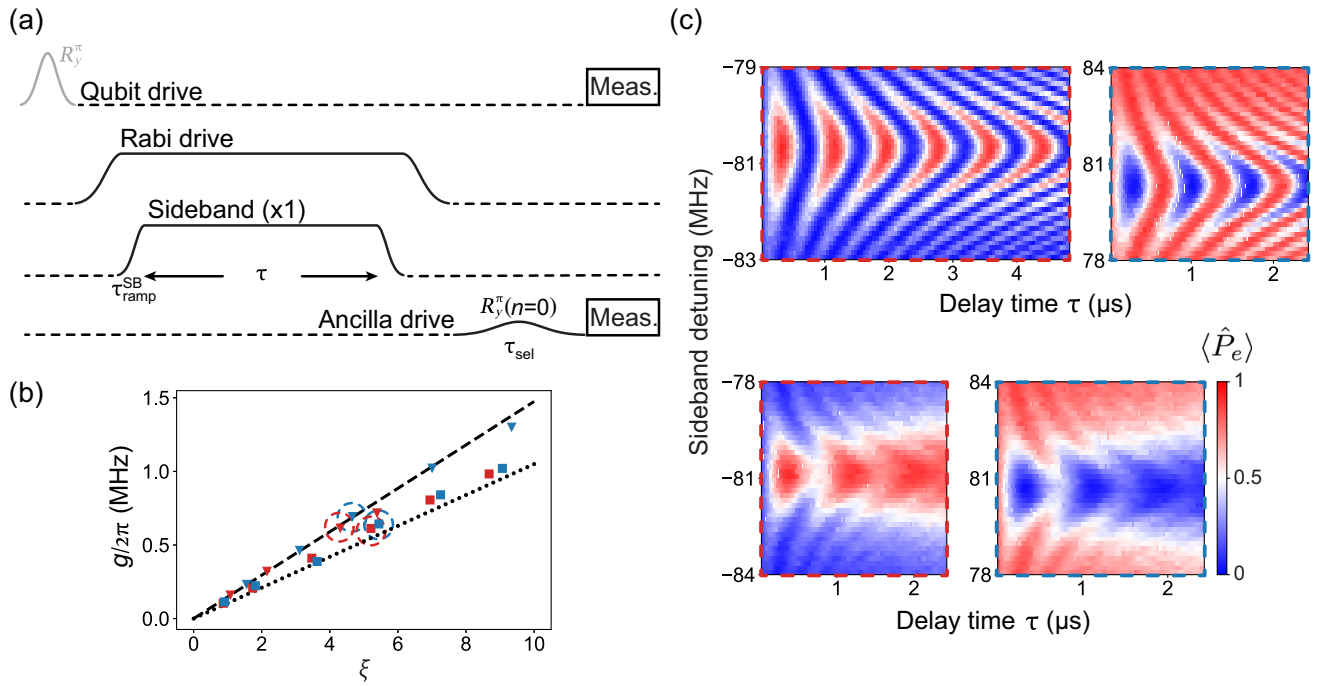 (a)
R_y^π
Qubit drive
Meas.
Rabi drive
Sideband (x1)
τ_ramp^SB
τ
Ancilla drive
R_y^π(n=0)
τ_sel
Meas.
(b)
1.5
1.0
0.5
0.0
g/2π (MHz)
0 2 4 6 8 10
ξ
(c)
Sideband detuning (MHz)
−79
−81
−83
1 2 3 4
84
81
78
1 2
Delay time τ (µs)
Delay time τ (µs)
−78
−81
−84
1 2
84
81
78
1 2
Delay time τ (µs)
⟨P̂_e⟩
1
0.5
0